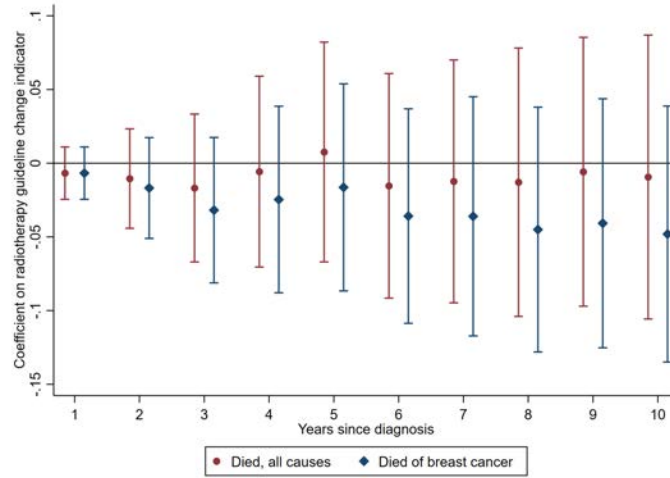 Coefficient on radiotherapy guideline change indicator
.1
.05
0
-.05
-.1
-.15
1 2 3 4 5 6 7 8 9 10
Years since diagnosis
Died, all causes Died of breast cancer